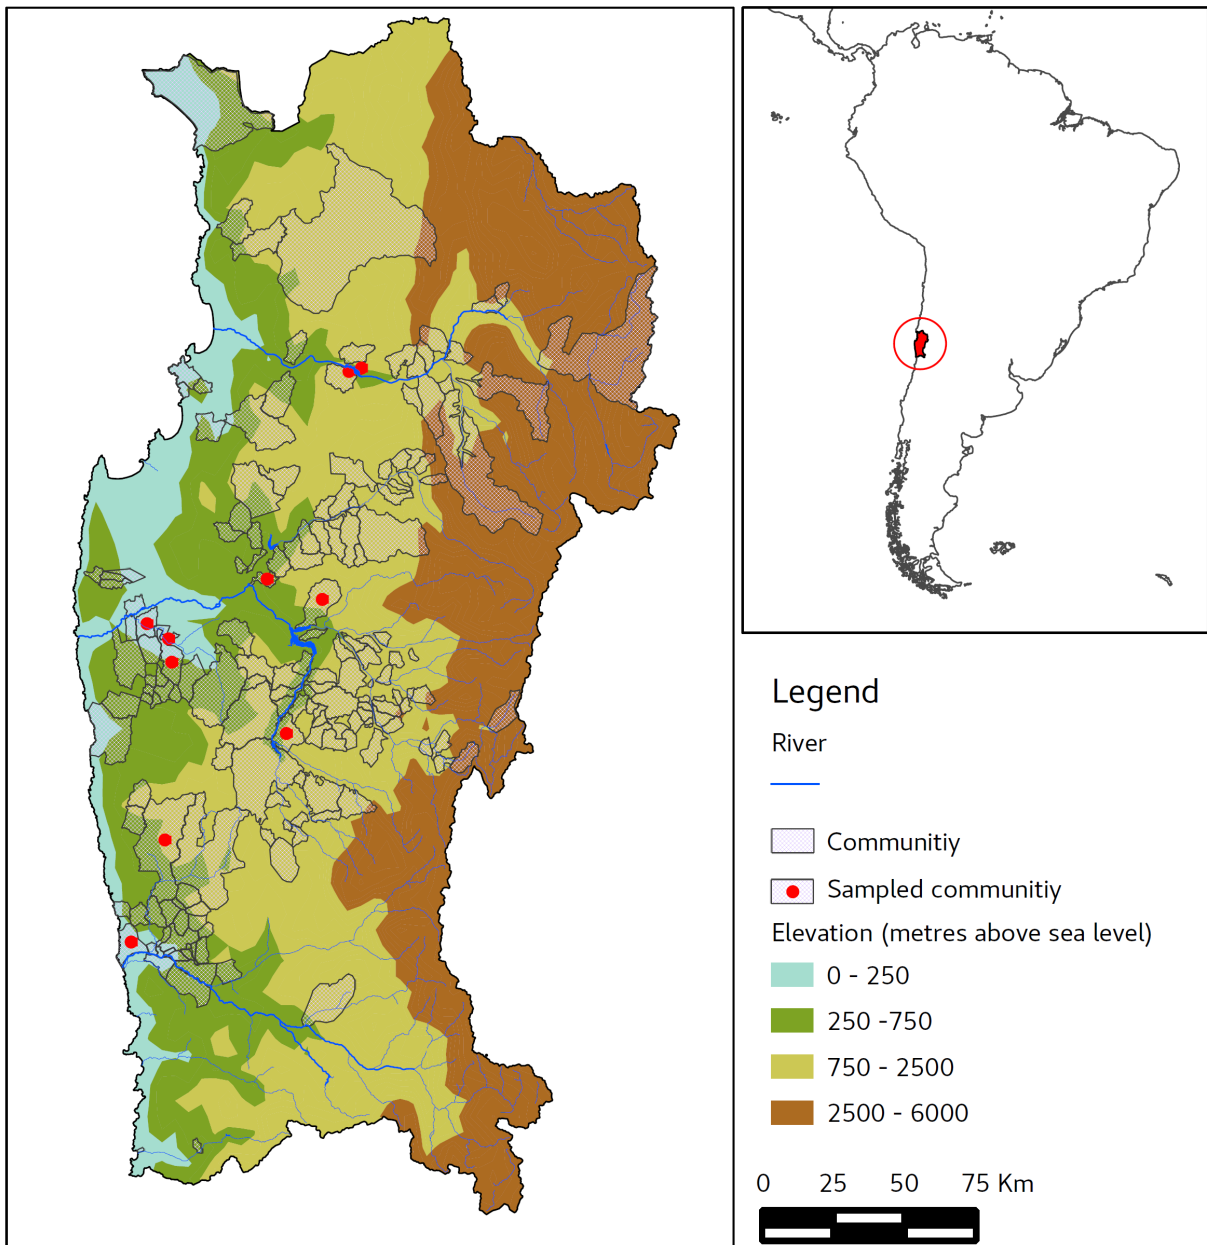 Legend
River
Communitiy
Sampled communitiy
Elevation (metres above sea level)
0 - 250
250 -750
750 - 2500
2500 - 6000
0 25 50 75 Km